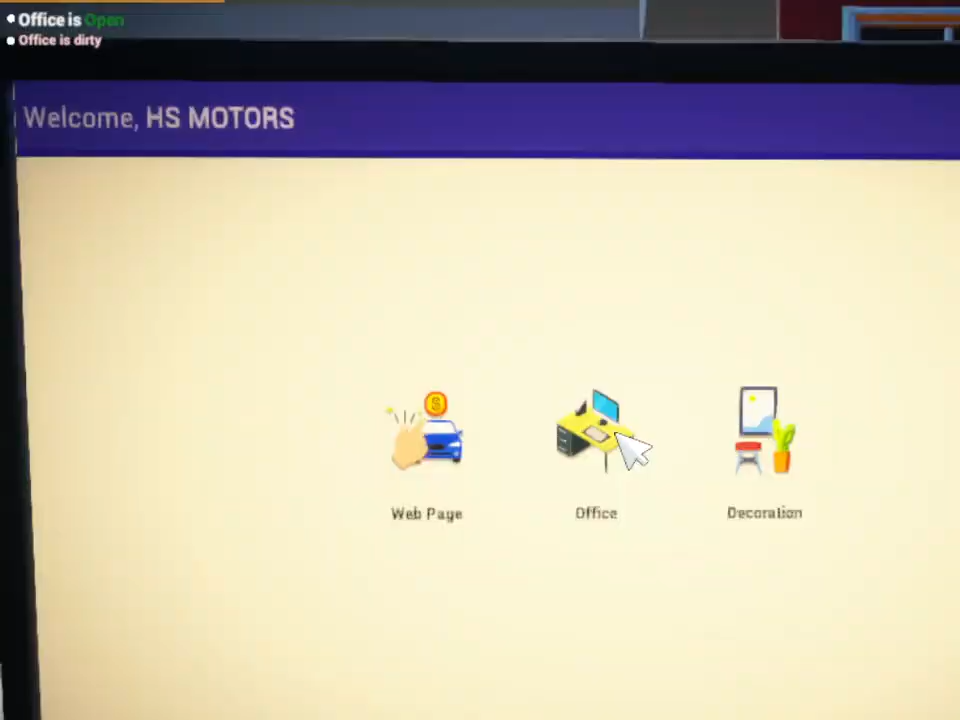 Office is Open
Office is dirty
Welcome, HS MOTORS
Web Page
Office
Decoration